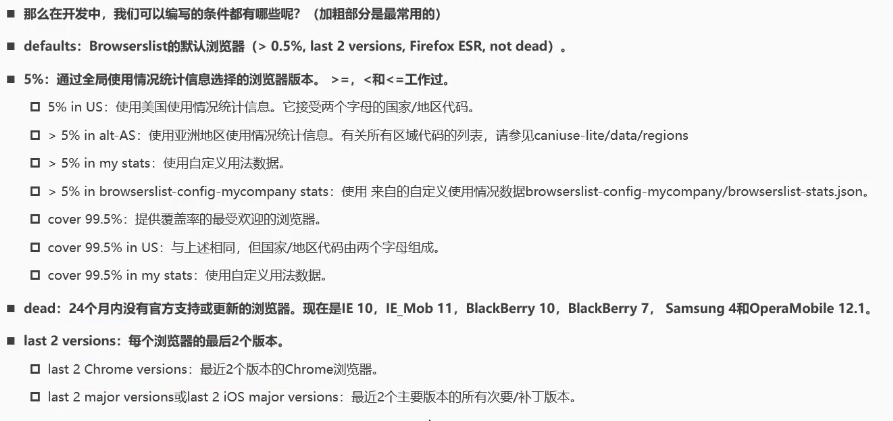 那么在开发中，我们可以编写的条件都有哪些呢？（加粗部分是最常用的）
defaults：Browserslist的默认浏览器（> 0.5%, last 2 versions, Firefox ESR, not dead）。
5%：通过全局使用情况统计信息选择的浏览器版本。 >=，<和<=工作过。
5% in US：使用美国使用情况统计信息。它接受两个字母的国家/地区代码。
> 5% in alt-AS：使用亚洲地区使用情况统计信息。有关所有区域代码的列表，请参见caniuse-lite/data/regions
> 5% in my stats：使用自定义用法数据。
> 5% in browserslist-config-mycompany stats：使用 来自的自定义使用情况数据browserslist-config-mycompany/browserslist-stats.json。
cover 99.5%：提供覆盖率的最受欢迎的浏览器。
cover 99.5% in US：与上述相同，但国家/地区代码由两个字母组成。
cover 99.5% in my stats：使用自定义用法数据。
dead：24个月内没有官方支持或更新的浏览器。现在是IE 10，IE_Mob 11，BlackBerry 10，BlackBerry 7， Samsung 4和OperaMobile 12.1。
last 2 versions：每个浏览器的最后2个版本。
last 2 Chrome versions：最近2个版本的Chrome浏览器。
last 2 major versions或last 2 iOS major versions：最近2个主要版本的所有次要/补丁版本。